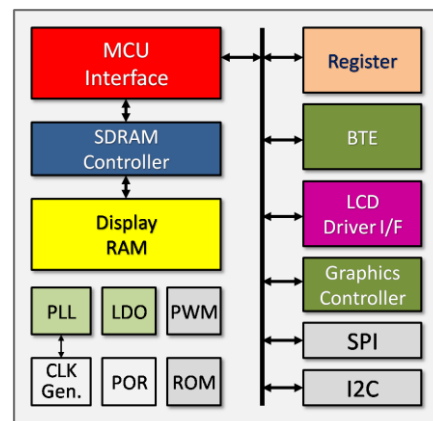 MCU
Interface
SDRAM
Controller
Display
RAM
PLL
LDO
PWM
CLK
Gen.
POR
ROM
Register
BTE
LCD
Driver I/F
Graphics
Controller
SPI
I2C